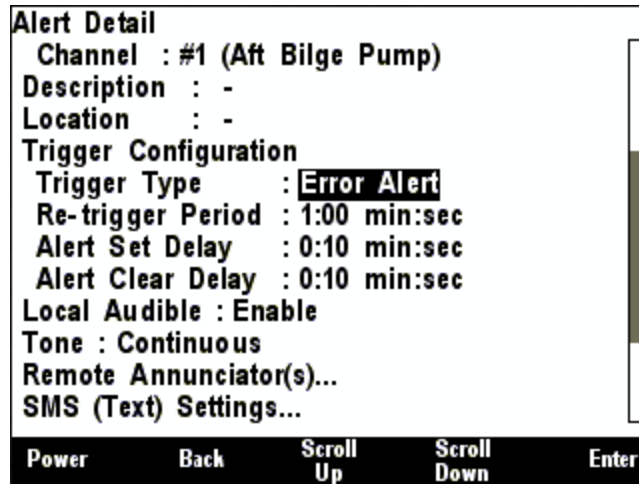 Alert Detail
Channel : #1 (Aft Bilge Pump)
Description : -
Location : -
Trigger Configuration
Trigger Type : Error Alert
Re-trigger Period : 1:00 min:sec
Alert Set Delay : 0:10 min:sec
Alert Clear Delay : 0:10 min:sec
Local Audible : Enable
Tone : Continuous
Remote Annunciator(s)...
SMS (Text) Settings...
Power Back Scroll Up Scroll Down Enter